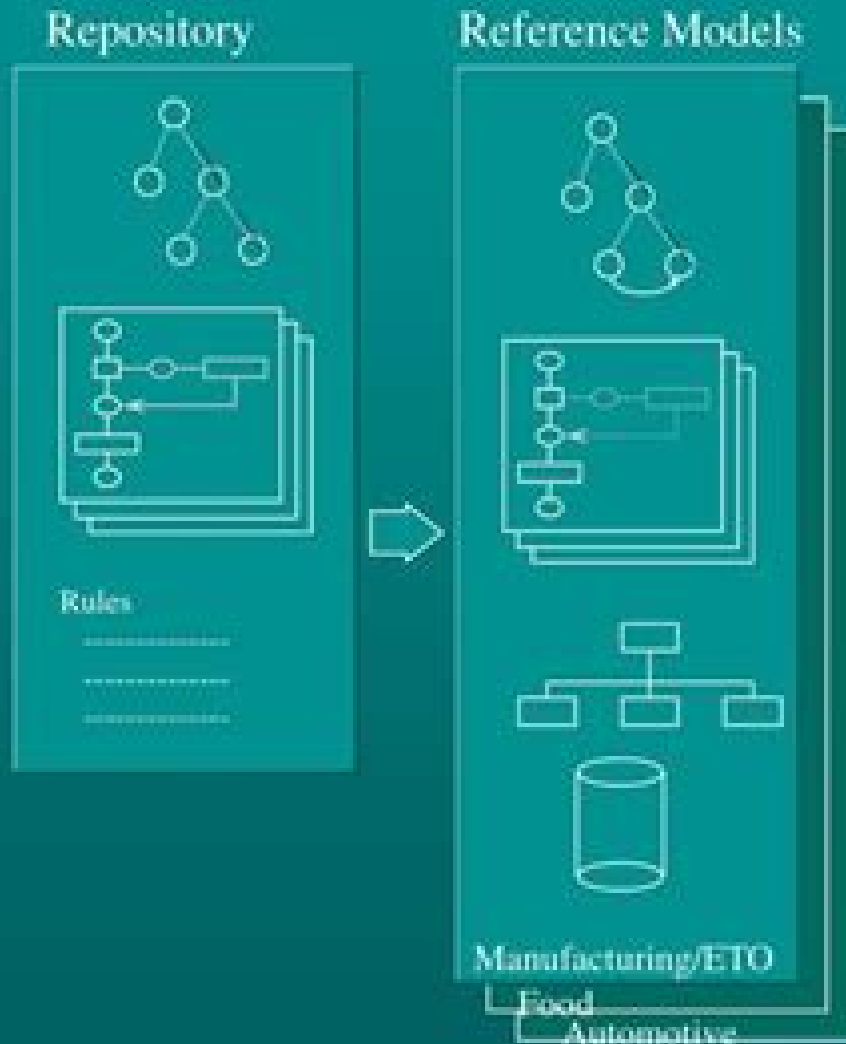 Repository
Reference Models
Rules
Manufacturing/ETO
Food
Automotive